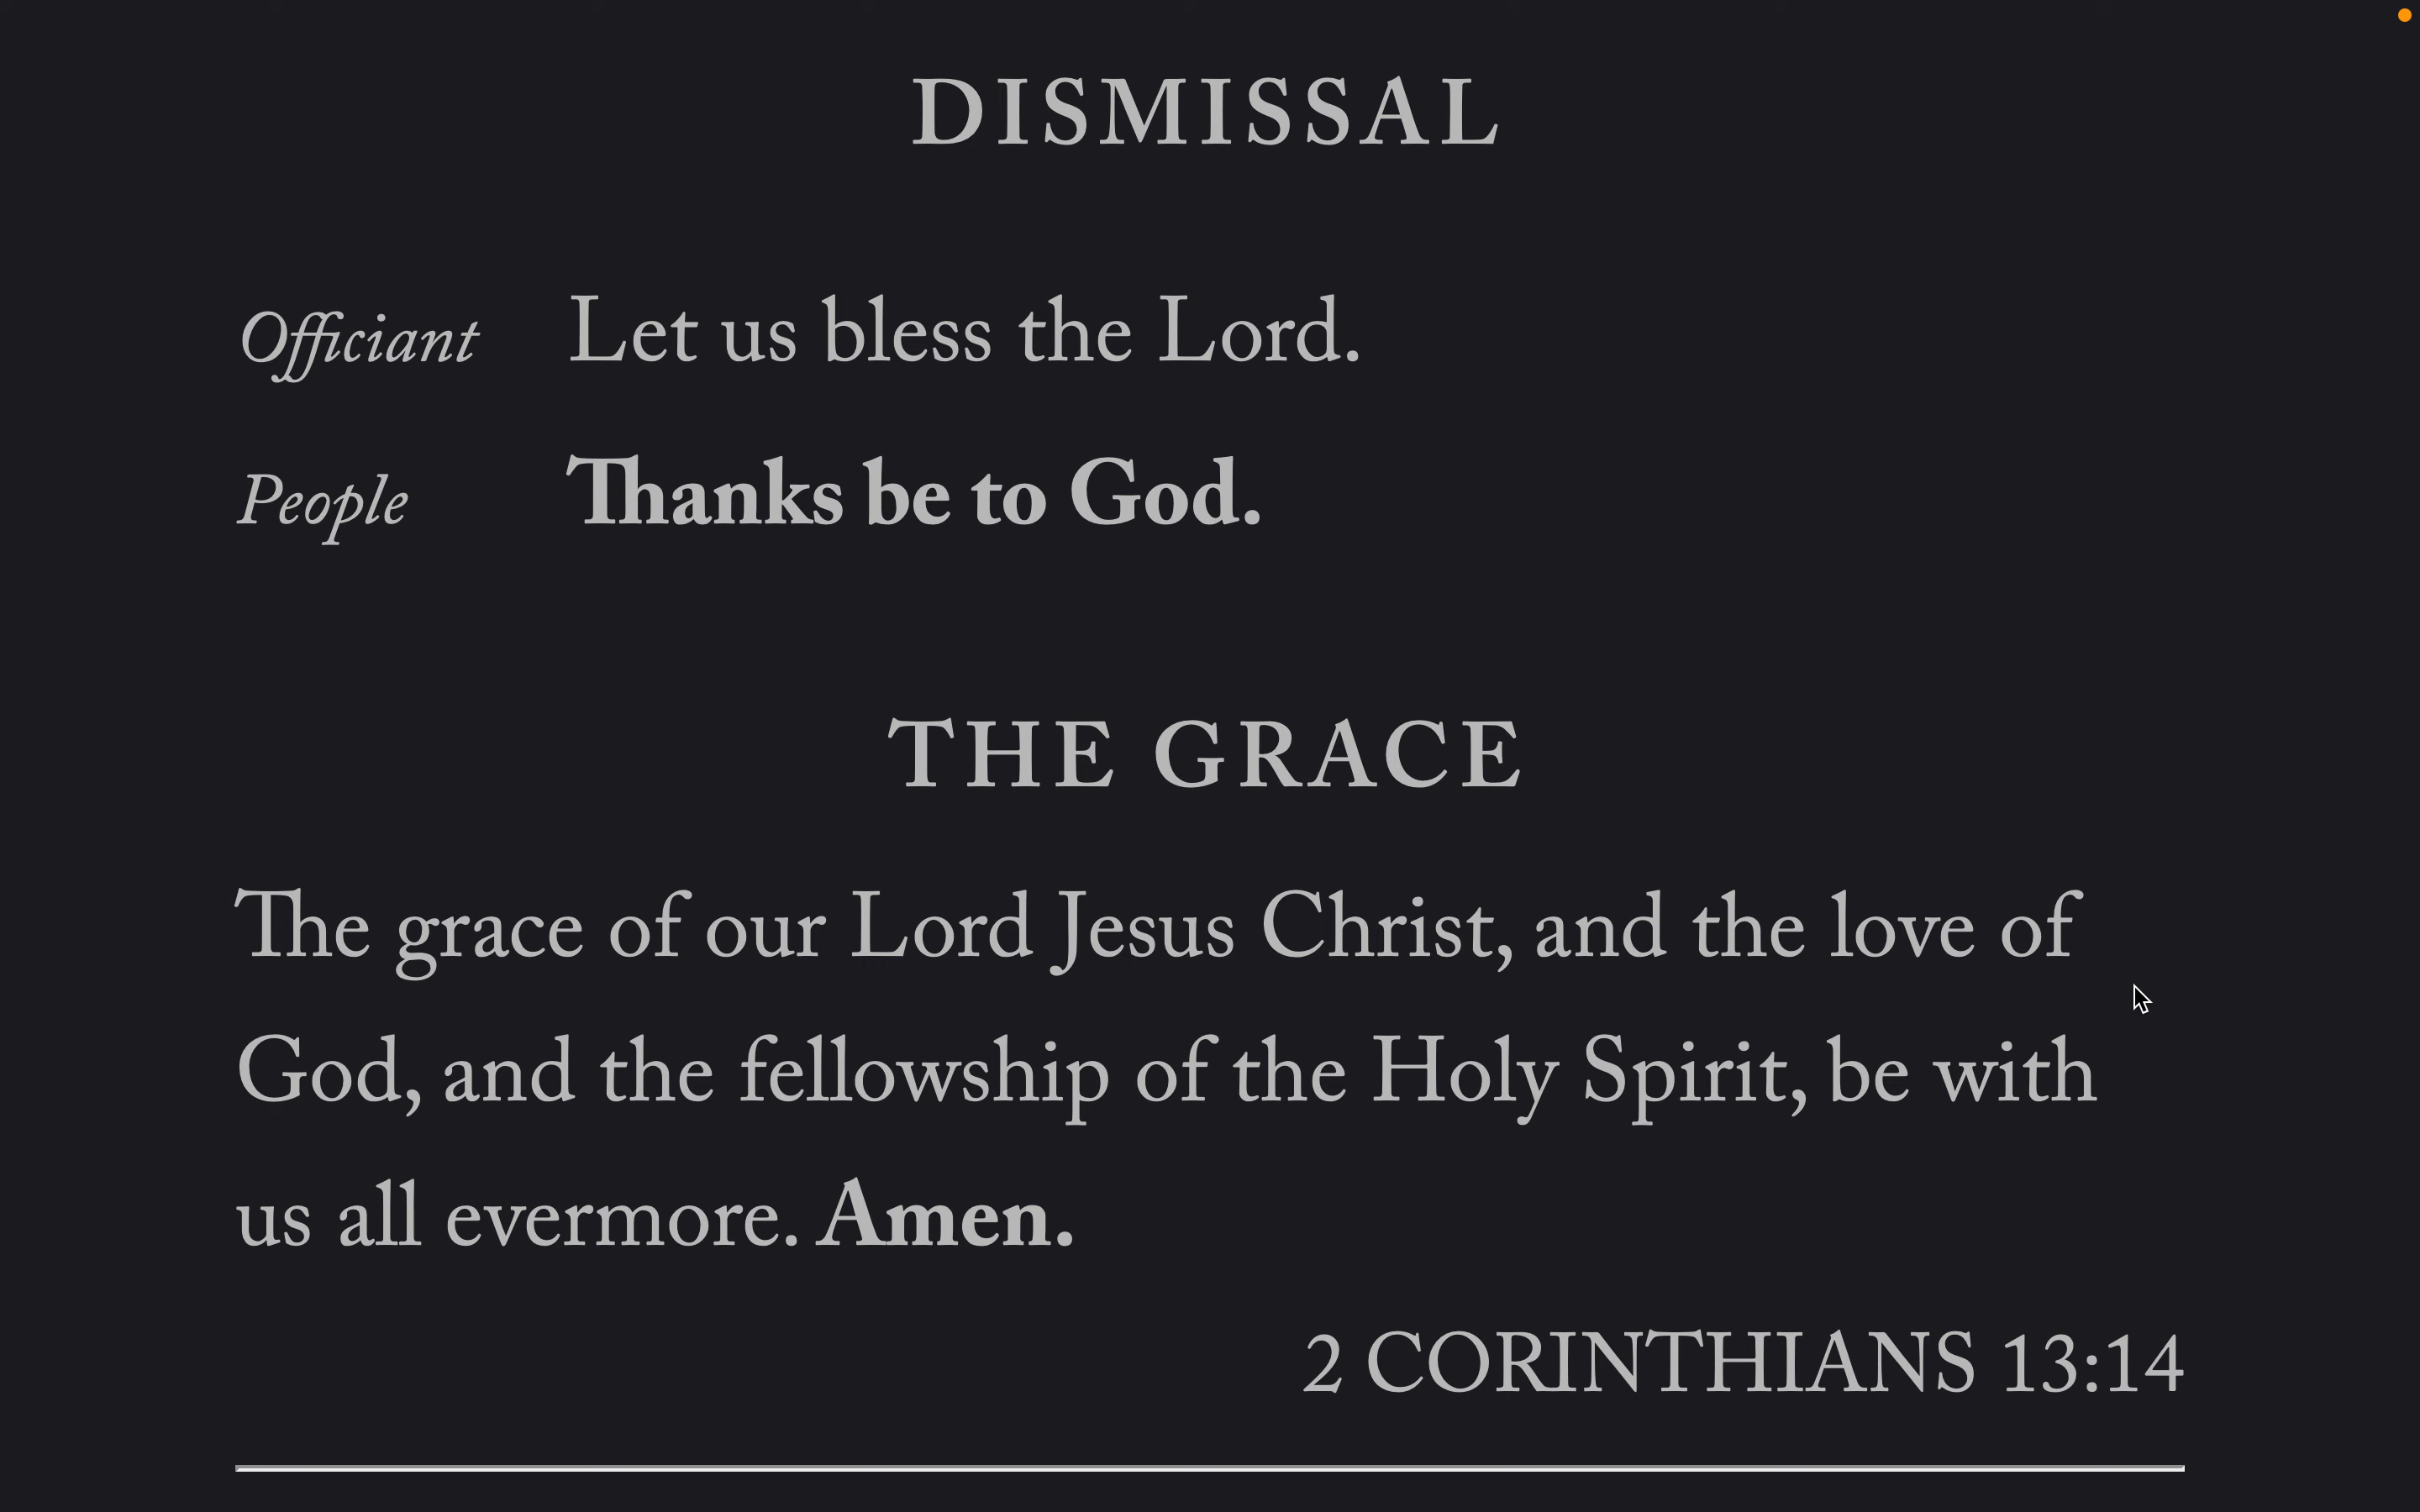 DISMISSAL
Officiant Let us bless the Lord.
People Thanks be to God.
THE GRACE
The grace of our Lord Jesus Christ, and the love of
God, and the fellowship of the Holy Spirit, be with
us all evermore. Amen.
2 CORINTHIANS 13:14